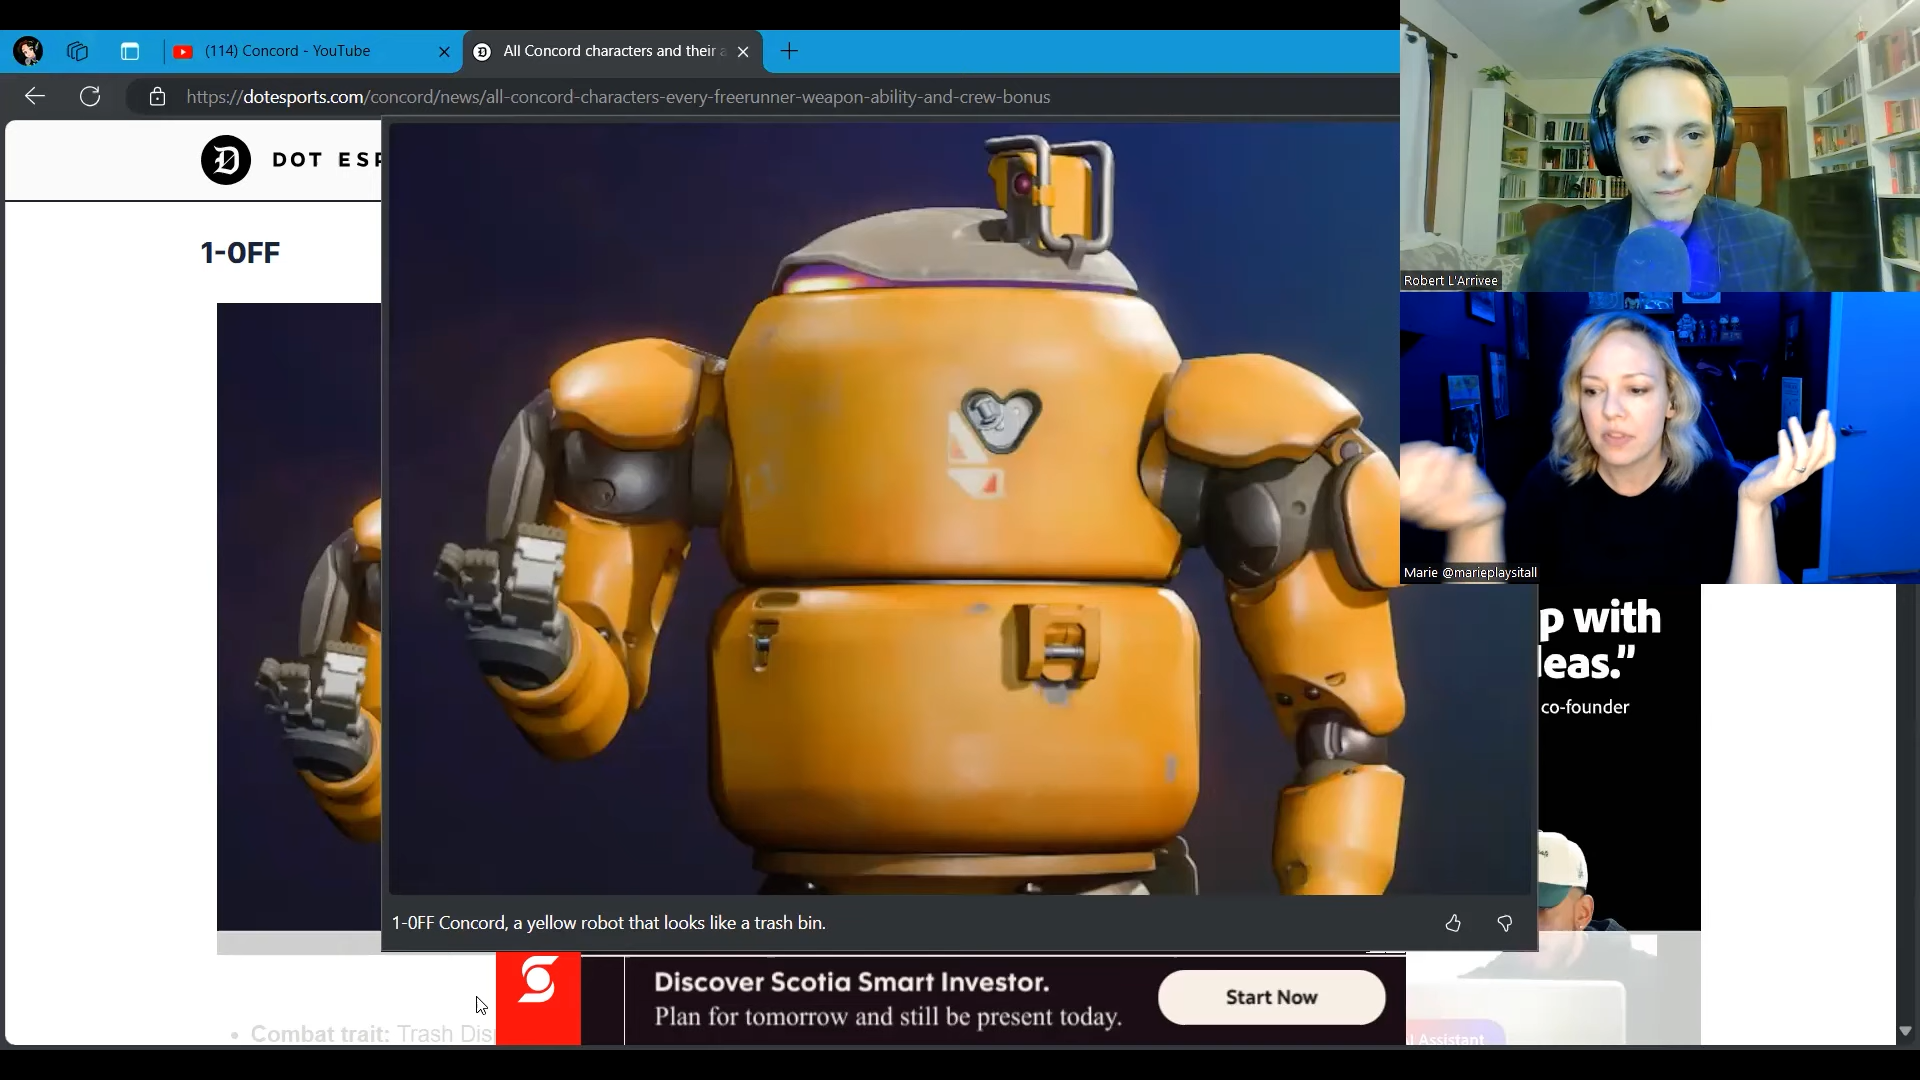 (114) Concord - YouTube
All Concord characters and their a
https://dotesports.com/concord/news/all-concord-characters-every-freerunner-weapon-ability-and-crew-bonus
DOT ESP
1-0FF
Robert L'Arrivee
Marie @marieplaysitall
p with
leas.”
co-founder
1-0FF Concord, a yellow robot that looks like a trash bin.
Discover Scotia Smart Investor.
Plan for tomorrow and still be present today.
Start Now
Combat trait: Trash Dis
I Assistant